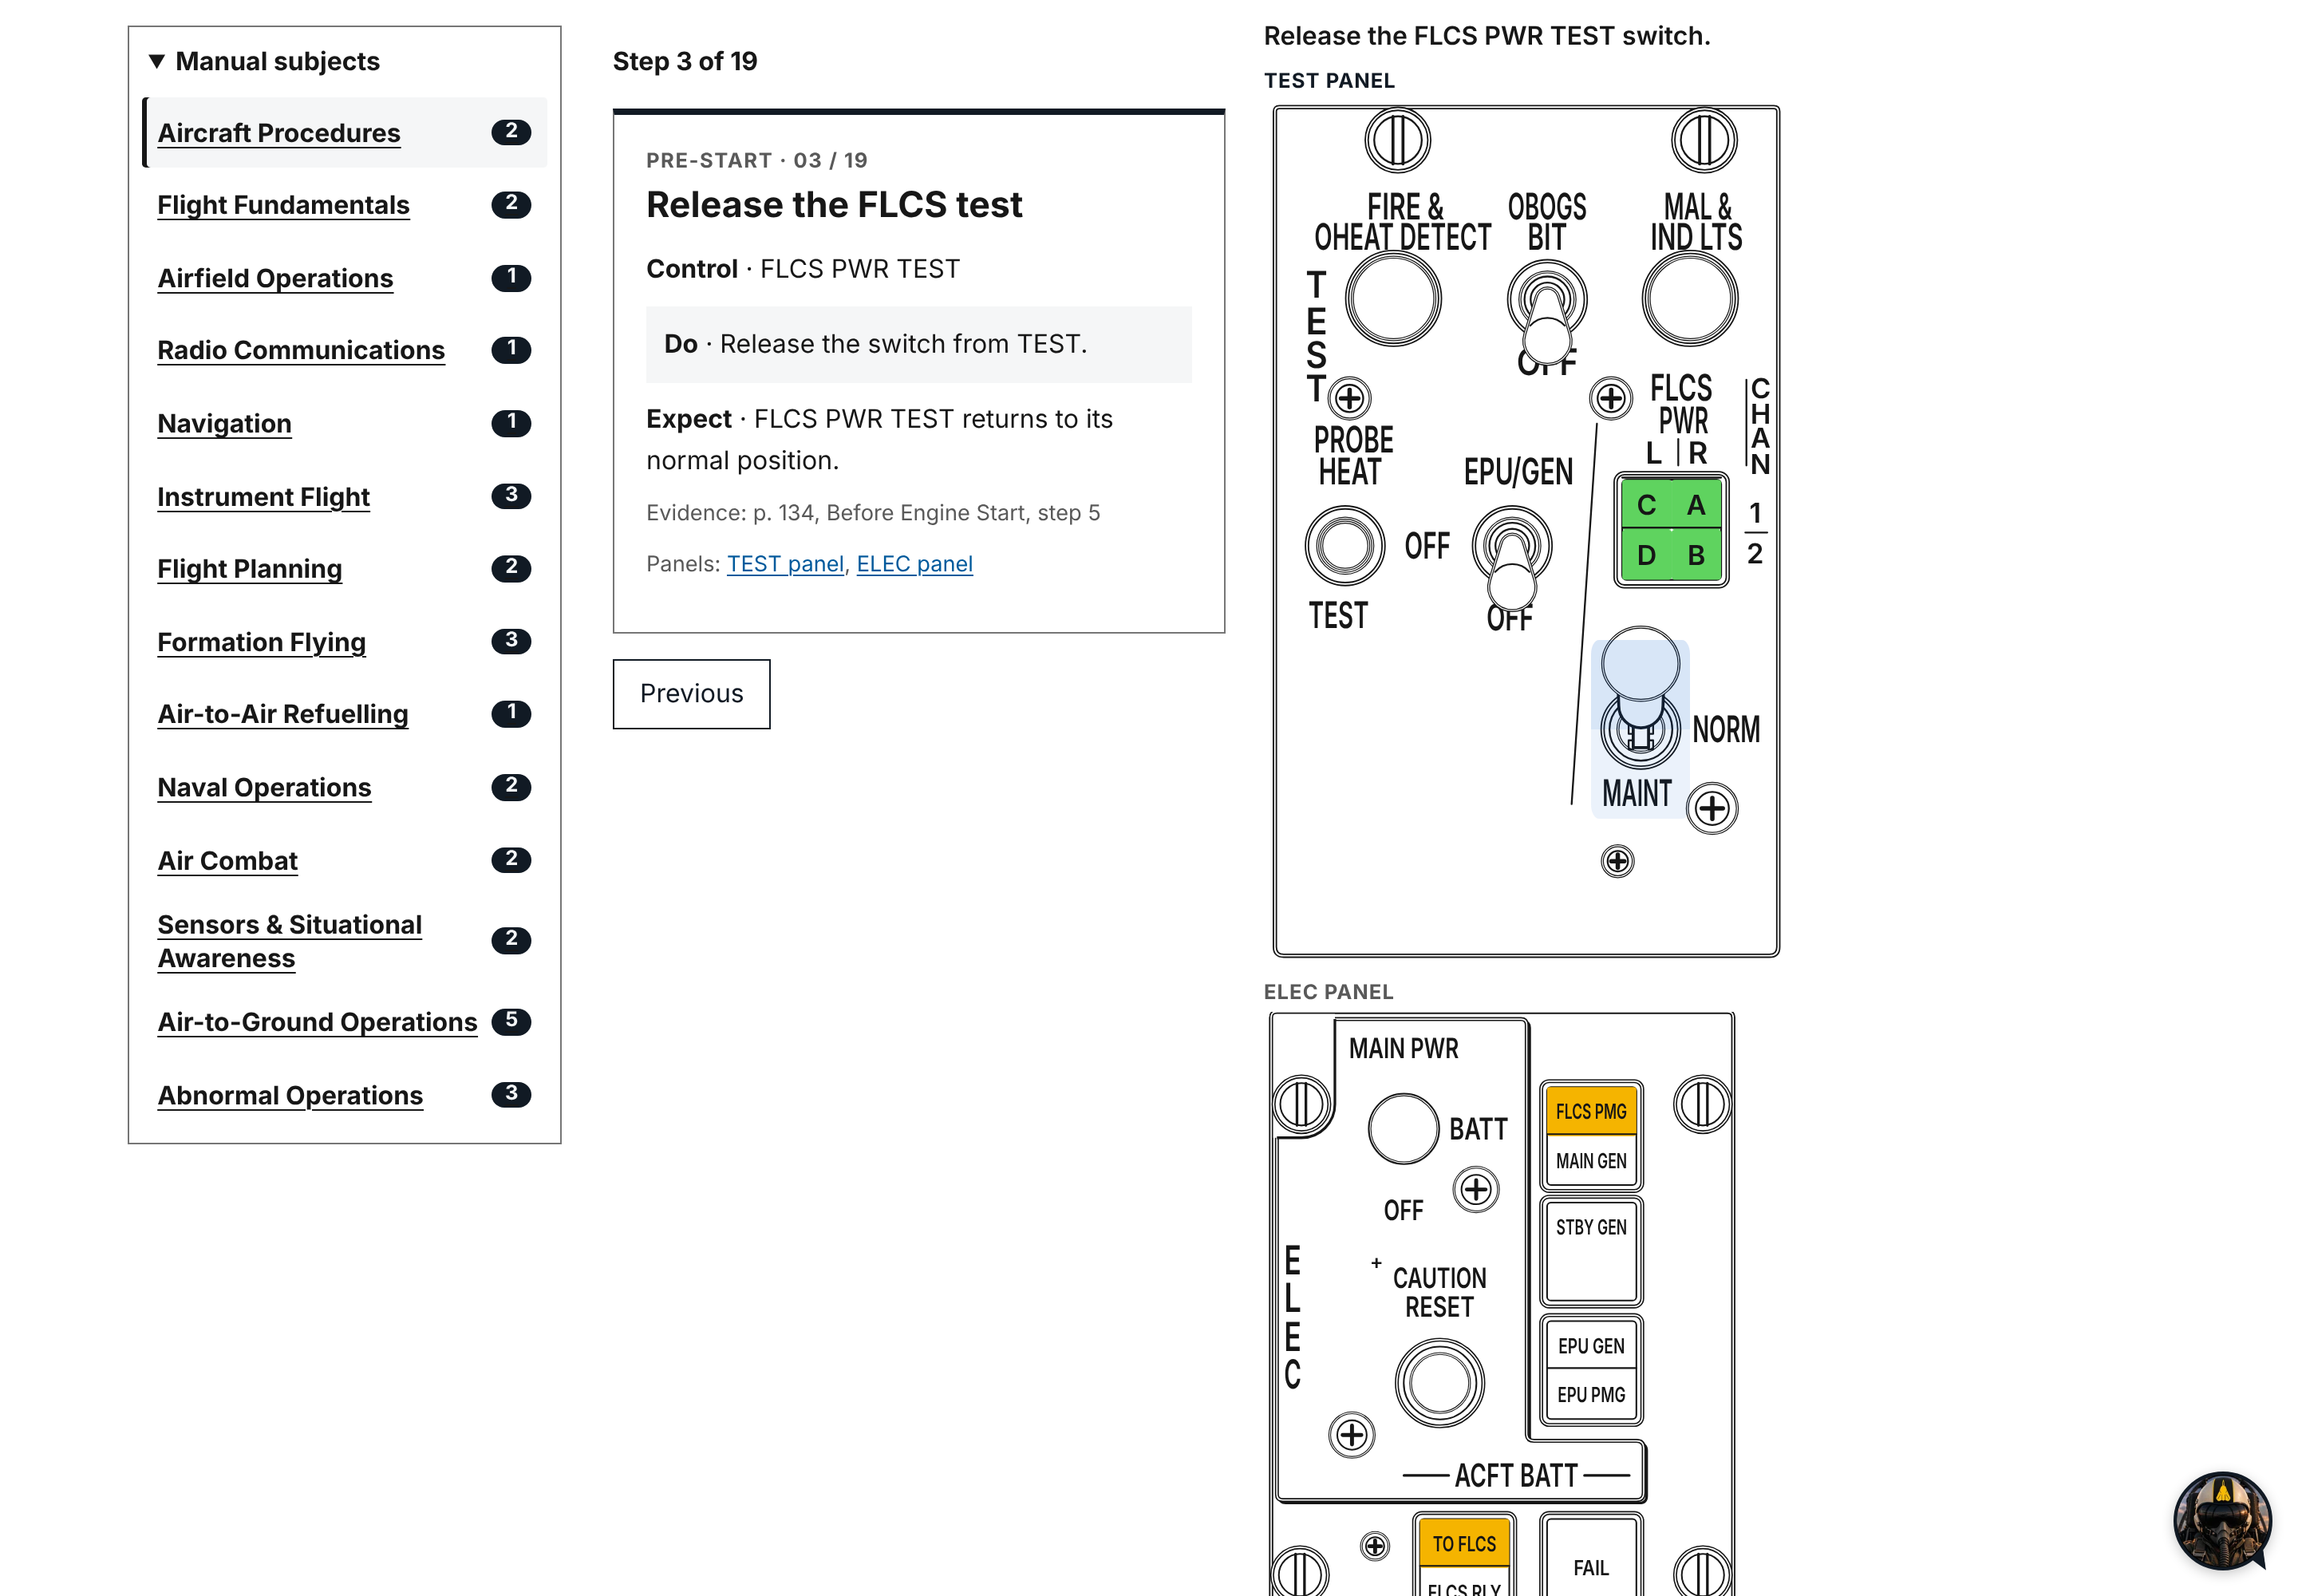 ▼ Manual subjects
Aircraft Procedures 2
Flight Fundamentals 2
Airfield Operations 1
Radio Communications 1
Navigation 1
Instrument Flight 3
Flight Planning 2
Formation Flying 3
Air-to-Air Refuelling 1
Naval Operations 2
Air Combat 2
Sensors & Situational
Awareness 2
Air-to-Ground Operations 5
Abnormal Operations 3
Step 3 of 19
PRE-START · 03 / 19
Release the FLCS test
Control · FLCS PWR TEST
Do · Release the switch from TEST.
Expect · FLCS PWR TEST returns to its
normal position.
Evidence: p. 134, Before Engine Start, step 5
Panels: TEST panel, ELEC panel
Previous
Release the FLCS PWR TEST switch.
TEST PANEL
FIRE &
OHEAT DETECT
OBOGS
BIT
MAL &
IND LTS
TEST
OFF
FLCS
PWR
L | R
CHAN
PROBE
HEAT
EPU/GEN
C A
D B
1
2
OFF
TEST
OFF
NORM
MAINT
ELEC PANEL
MAIN PWR
BATT
OFF
FLCS PMG
MAIN GEN
STBY GEN
ELEC
+
CAUTION
RESET
EPU GEN
EPU PMG
ACFT BATT
TO FLCS
FLCS RLY
FAIL